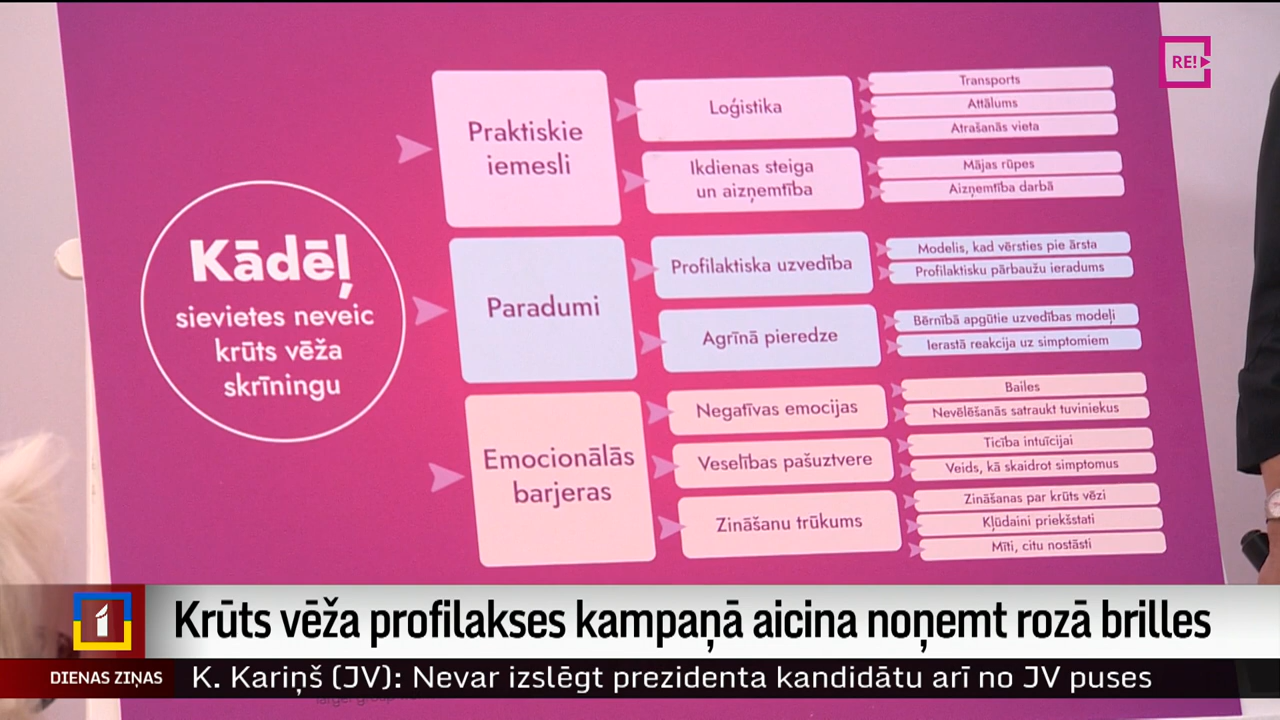 RE!
Kādēļ
sievietes neveic
krūts vēža
skrīningu
Praktiskie
iemesli
Loģistika
Transports
Attālums
Atrašanās vieta
Ikdienas steiga
un aizņemtība
Mājas rūpes
Aizņemtība darbā
Paradumi
Profilaktiska uzvedība
Modelis, kad vērsties pie ārsta
Profilaktisku pārbaužu ieradums
Agrīnā pieredze
Bērnībā apgūtie uzvedības modeļi
Ierastā reakcija uz simptomiem
Emocionālās
barjeras
Negatīvas emocijas
Bailes
Nevēlēšanās satraukt tuviniekus
Veselības pašuztvere
Ticība intuīcijai
Veids, kā skaidrot simptomus
Zināšanu trūkums
Zināšanas par krūts vēzi
Kļūdaini priekšstati
Mīti, citu nostāsti
1
Krūts vēža profilakses kampaņā aicina noņemt rozā brilles
DIENAS ZIŅAS
K. Kariņš (JV): Nevar izslēgt prezidenta kandidātu arī no JV puses